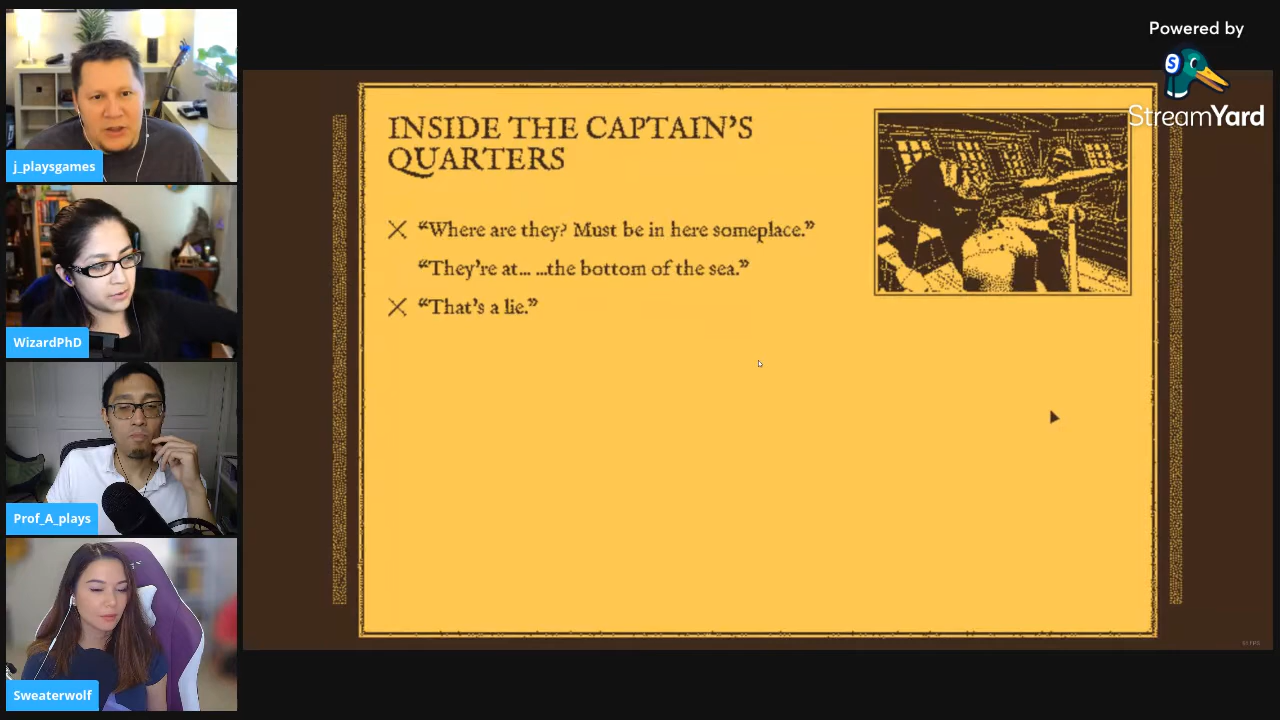 Powered by
StreamYard
j_playsgames
WizardPhD
Prof_A_plays
Sweaterwolf
INSIDE THE CAPTAIN'S
QUARTERS
“Where are they? Must be in here someplace.”
“They're at... ...the bottom of the sea.”
“That's a lie.”